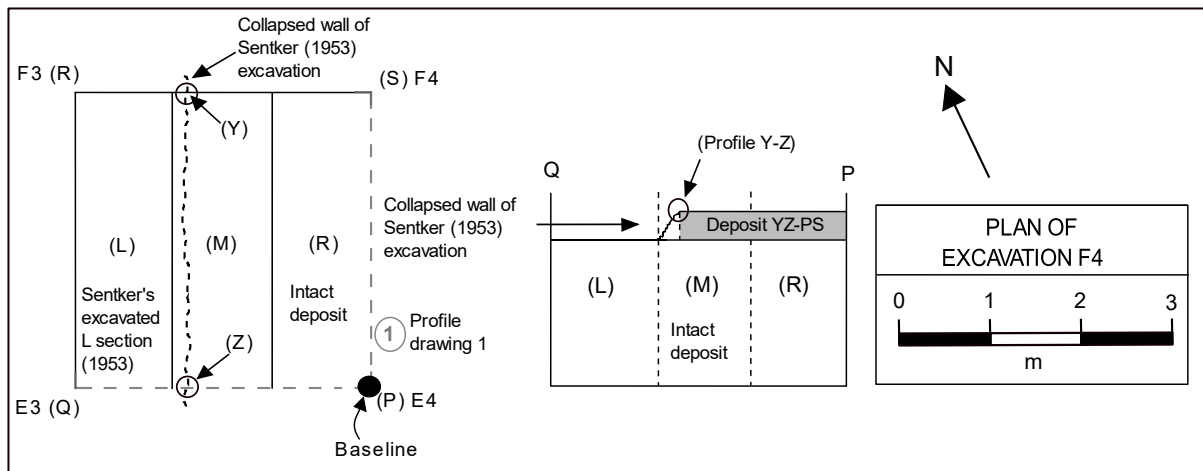 Collapsed wall of
Sentker (1953)
excavation
F3 (R)
(S) F4
(Y)
(L)
(M)
(R)
Sentker's
excavated
L section
(1953)
Intact
deposit
1
Profile
drawing 1
(Z)
E3 (Q)
(P) E4
Baseline
Collapsed wall of
Sentker (1953)
excavation
(Profile Y-Z)
Q
P
Deposit YZ-PS
(L)
(M)
(R)
Intact
deposit
N
PLAN OF
EXCAVATION F4
0 1 2 3
m